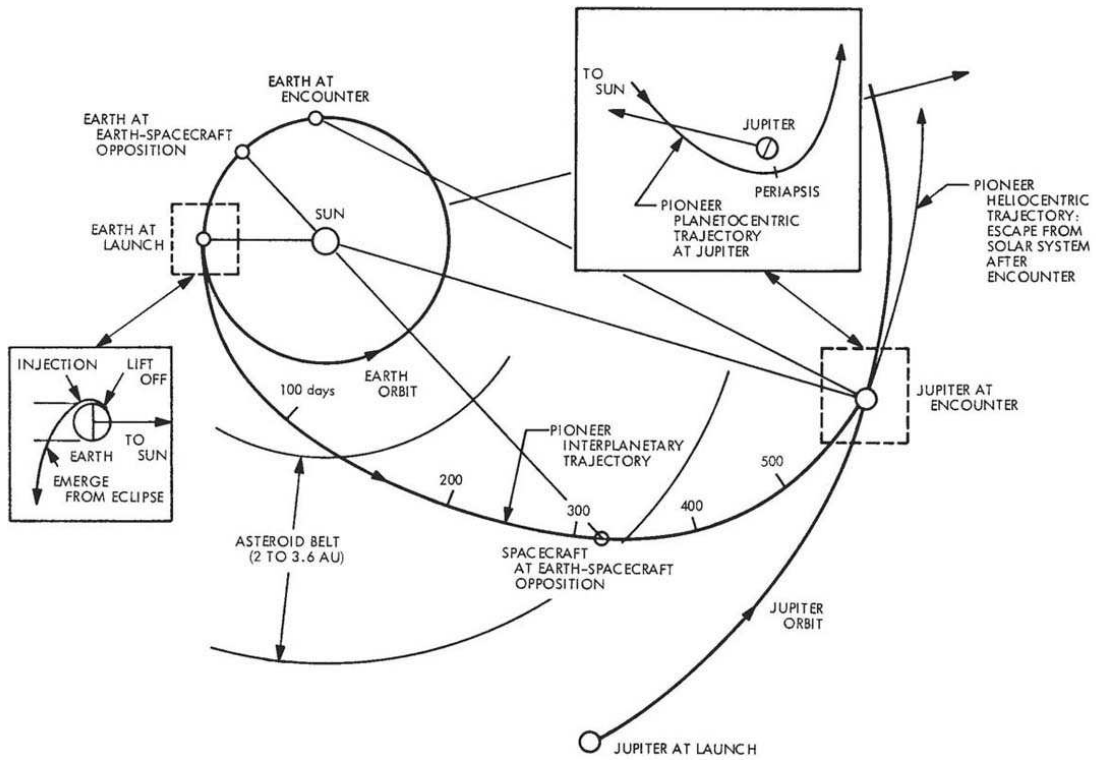 EARTH AT
ENCOUNTER
EARTH AT
EARTH-SPACECRAFT
OPPOSITION
SUN
EARTH AT
LAUNCH
TO
SUN
JUPITER
PERIAPSIS
PIONEER
PLANETOCENTRIC
TRAJECTORY
AT JUPITER
PIONEER
HELIOCENTRIC
TRAJECTORY:
ESCAPE FROM
SOLAR SYSTEM
AFTER
ENCOUNTER
INJECTION
LIFT
OFF
EARTH
TO
SUN
EMERGE
FROM ECLIPSE
EARTH
ORBIT
100 days
PIONEER
INTERPLANETARY
TRAJECTORY
200
300
400
500
JUPITER AT
ENCOUNTER
ASTEROID BELT
(2 TO 3.6 AU)
SPACECRAFT
AT EARTH-SPACECRAFT
OPPOSITION
JUPITER
ORBIT
JUPITER AT LAUNCH